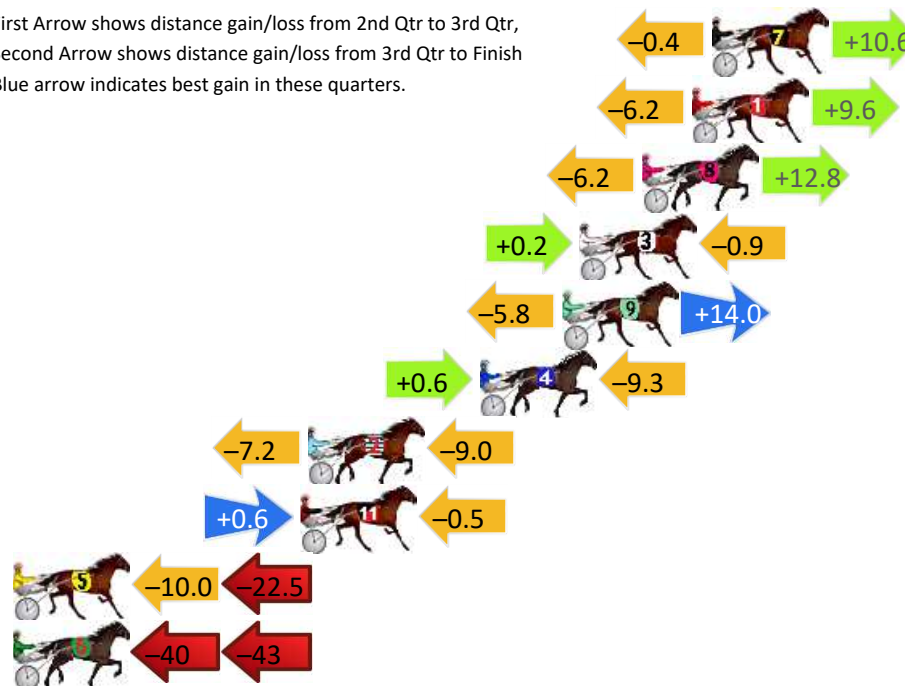 First Arrow shows distance gain/loss from 2nd Qtr to 3rd Qtr,
Second Arrow shows distance gain/loss from 3rd Qtr to Finish
Blue arrow indicates best gain in these quarters.
–0.4 7 +10.6
–6.2 1 +9.6
–6.2 8 +12.8
+0.2 3 –0.9
–5.8 9 +14.0
+0.6 4 –9.3
–7.2 –9.0
+0.6 11 –0.5
5 –10.0 –22.5
–40 –43